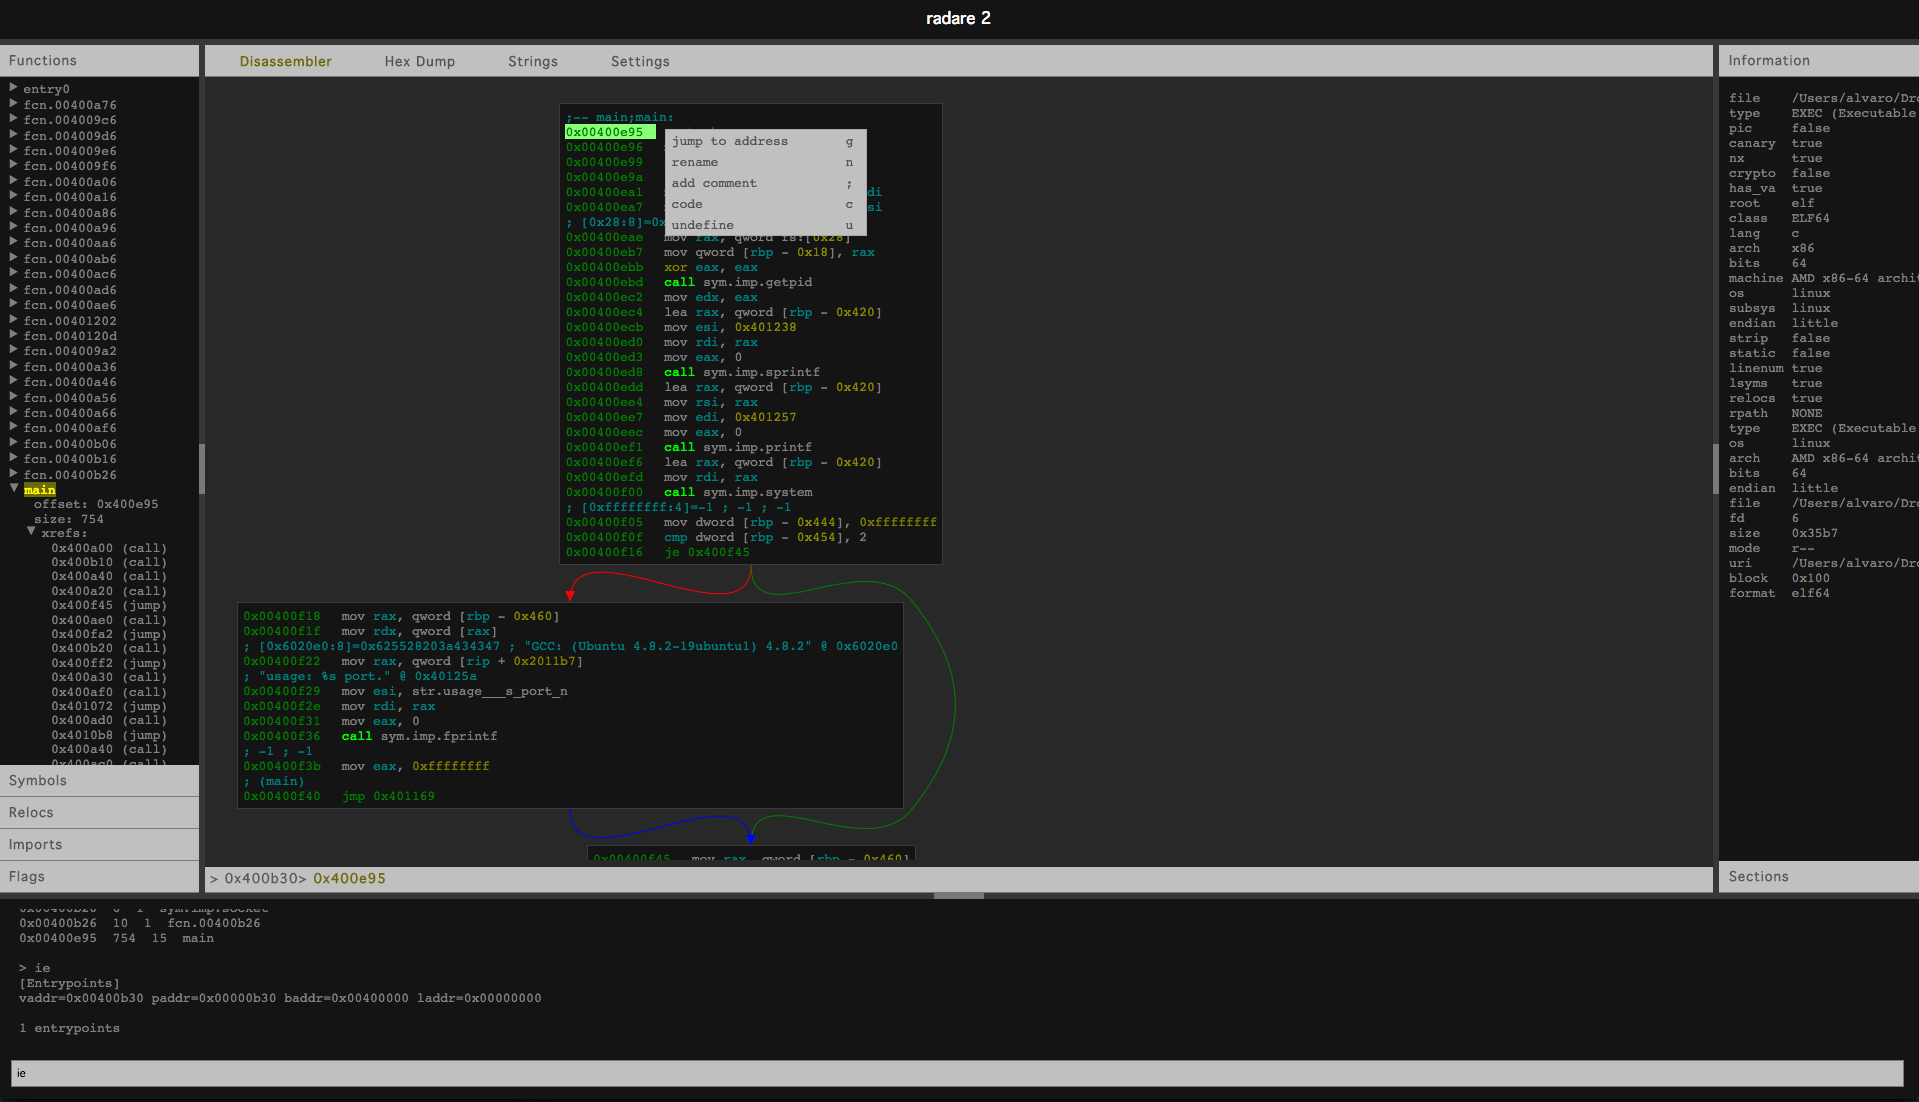 radare 2
Functions
entry0
fcn.00400a76
fcn.004009c6
fcn.004009d6
fcn.004009e6
fcn.004009f6
fcn.00400a06
fcn.00400a16
fcn.00400a86
fcn.00400a96
fcn.00400aa6
fcn.00400ab6
fcn.00400ac6
fcn.00400ad6
fcn.00400ae6
fcn.00401202
fcn.0040120d
fcn.004009a2
fcn.00400a36
fcn.00400a46
fcn.00400a56
fcn.00400a66
fcn.00400af6
fcn.00400b06
fcn.00400b16
fcn.00400b26
main
offset: 0x400e95
size: 754
xrefs:
0x400a00 (call)
0x400b10 (call)
0x400a40 (call)
0x400a20 (call)
0x400f45 (jump)
0x400ae0 (call)
0x400fa2 (jump)
0x400b20 (call)
0x400ff2 (jump)
0x400a30 (call)
0x400af0 (call)
0x401072 (jump)
0x400ad0 (call)
0x4010b8 (jump)
0x400a40 (call)
0x400ac0 (call)
Symbols
Relocs
Imports
Flags
Disassembler Hex Dump Strings Settings
;-- main;main:
0x00400e95
0x00400e96
0x00400e99
0x00400e9a
0x00400ea1 di
0x00400ea7 si
; [0x28:8]=0x
jump to address g
rename n
add comment ;
code c
undefine u
0x00400eae mov rax, qword fs:[0x28]
0x00400eb7 mov qword [rbp - 0x18], rax
0x00400ebb xor eax, eax
0x00400ebd call sym.imp.getpid
0x00400ec2 mov edx, eax
0x00400ec4 lea rax, qword [rbp - 0x420]
0x00400ecb mov esi, 0x401238
0x00400ed0 mov rdi, rax
0x00400ed3 mov eax, 0
0x00400ed8 call sym.imp.sprintf
0x00400edd lea rax, qword [rbp - 0x420]
0x00400ee4 mov rsi, rax
0x00400ee7 mov edi, 0x401257
0x00400eec mov eax, 0
0x00400ef1 call sym.imp.printf
0x00400ef6 lea rax, qword [rbp - 0x420]
0x00400efd mov rdi, rax
0x00400f00 call sym.imp.system
; [0xffffffff:4]=-1 ; -1 ; -1
0x00400f05 mov dword [rbp - 0x444], 0xffffffff
0x00400f0f cmp dword [rbp - 0x454], 2
0x00400f16 je 0x400f45
0x00400f18 mov rax, qword [rbp - 0x460]
0x00400f1f mov rdx, qword [rax]
; [0x6020e0:8]=0x625528203a434347 ; "GCC: (Ubuntu 4.8.2-19ubuntu1) 4.8.2" @ 0x6020e0
0x00400f22 mov rax, qword [rip + 0x2011b7]
; "usage: %s port." @ 0x40125a
0x00400f29 mov esi, str.usage___s_port_n
0x00400f2e mov rdi, rax
0x00400f31 mov eax, 0
0x00400f36 call sym.imp.fprintf
; -1 ; -1
0x00400f3b mov eax, 0xffffffff
; (main)
0x00400f40 jmp 0x401169
0x00400f45 mov rax, qword [rbp - 0x460]
> 0x400b30> 0x400e95
Information
file /Users/alvaro/Dro
type EXEC (Executable
pic false
canary true
nx true
crypto false
has_va true
root elf
class ELF64
lang c
arch x86
bits 64
machine AMD x86-64 archit
os linux
subsys linux
endian little
strip false
static false
linenum true
lsyms true
relocs true
rpath NONE
type EXEC (Executable
os linux
arch AMD x86-64 archit
bits 64
endian little
file /Users/alvaro/Dro
fd 6
size 0x35b7
mode r--
uri /Users/alvaro/Dro
block 0x100
format elf64
Sections
0x00400b20 6 1 sym.imp.socket
0x00400b26 10 1 fcn.00400b26
0x00400e95 754 15 main
> ie
[Entrypoints]
vaddr=0x00400b30 paddr=0x00000b30 baddr=0x00400000 laddr=0x00000000
1 entrypoints
ie